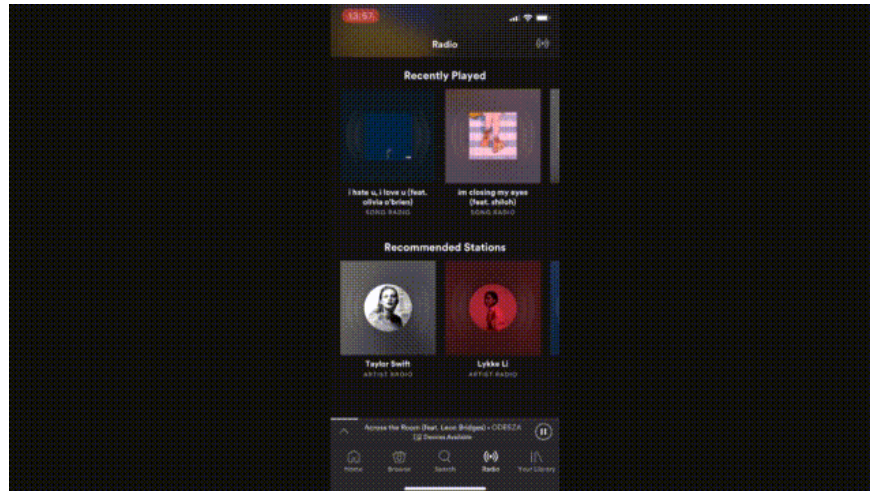 13:57
Radio
Recently Played
i hate u, i love u (feat. olivia o'brien)
SONG RADIO
im closing my eyes (feat. shiloh)
SONG RADIO
Recommended Stations
Taylor Swift
ARTIST RADIO
Lykke Li
ARTIST RADIO
Across the Room (feat. Leon Bridges) • ODESZA
Devices Available
Home Browse Search Radio Your Library